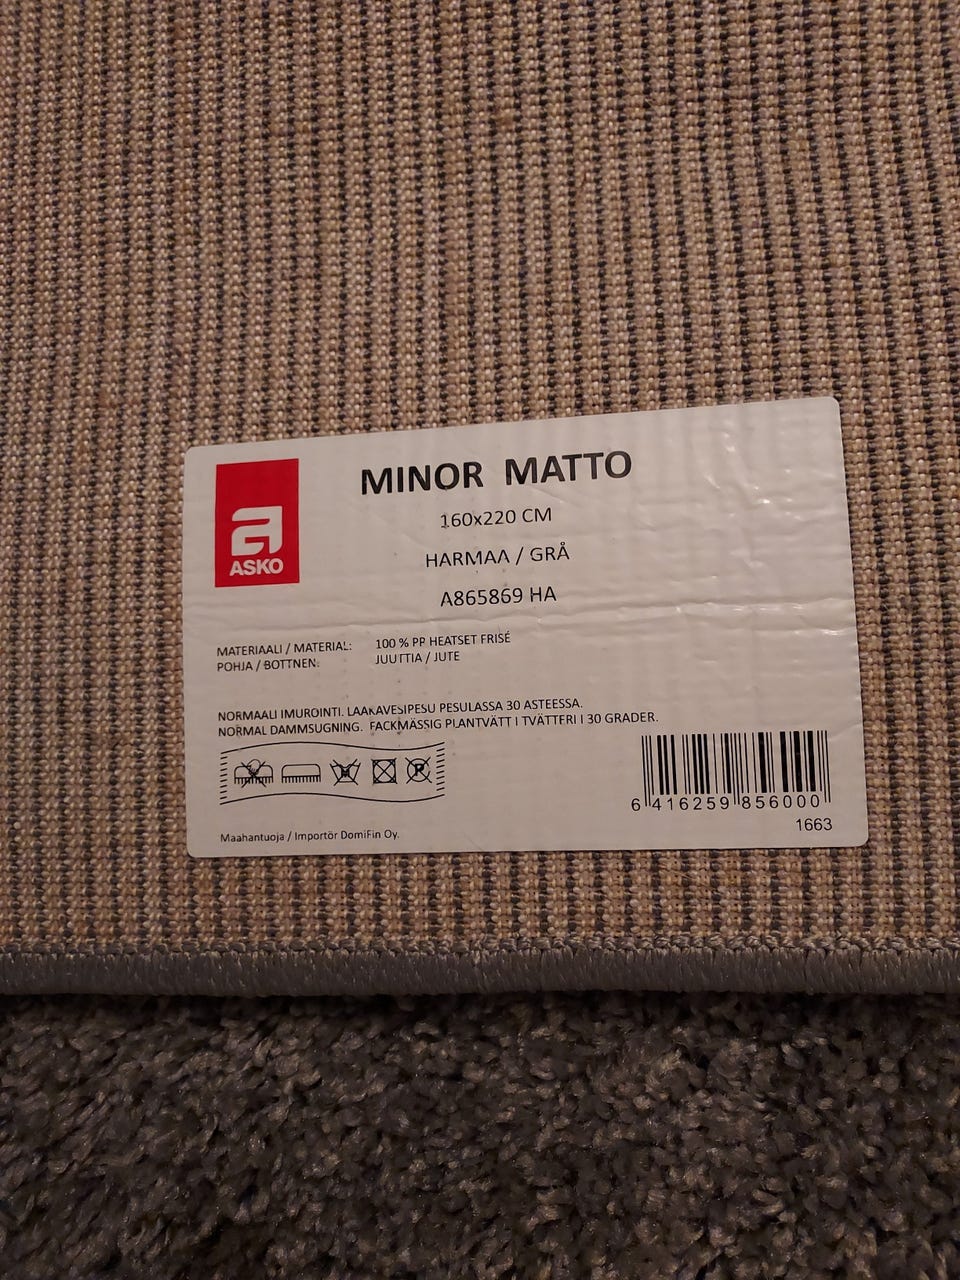 MINOR MATTO
160x220 CM
HARMAA / GRÅ
A865869 HA
a
ASKO
MATERIAALI / MATERIAL: 100 % PP HEATSET FRISÉ
POHJA / BOTTNEN: JUUTTIA / JUTE
NORMAALI IMUROINTI. LAAKAVESIPESU PESULASSA 30 ASTEESSA.
NORMAL DAMMSUGNING. FACKMÄSSIG PLANTVÄTT I TVÄTTERI I 30 GRADER.
P
6 416259 856000
1663
Maahantuoja / Importör DomiFin Oy.